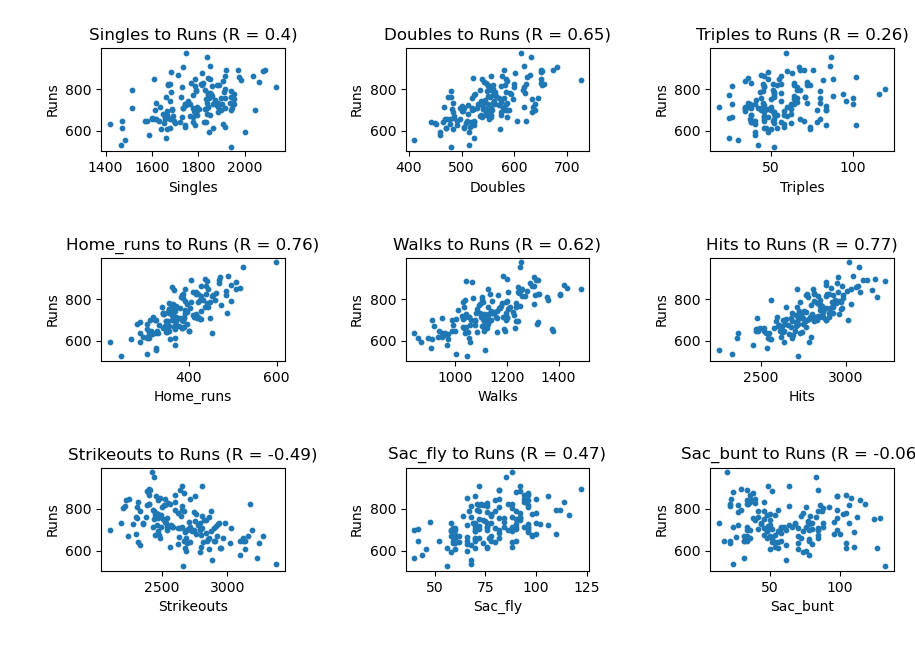 Singles to Runs (R = 0.4)
Doubles to Runs (R = 0.65)
Triples to Runs (R = 0.26)
Runs
800
600
1400 1600 1800 2000
Singles
Runs
800
600
400 500 600 700
Doubles
Runs
800
600
50 100
Triples
Home_runs to Runs (R = 0.76)
Walks to Runs (R = 0.62)
Hits to Runs (R = 0.77)
Runs
800
600
400 600
Home_runs
Runs
800
600
1000 1200 1400
Walks
Runs
800
600
2500 3000
Hits
Strikeouts to Runs (R = -0.49)
Sac_fly to Runs (R = 0.47)
Sac_bunt to Runs (R = -0.06
Runs
800
600
2500 3000
Strikeouts
Runs
800
600
50 75 100 125
Sac_fly
Runs
800
600
50 100
Sac_bunt